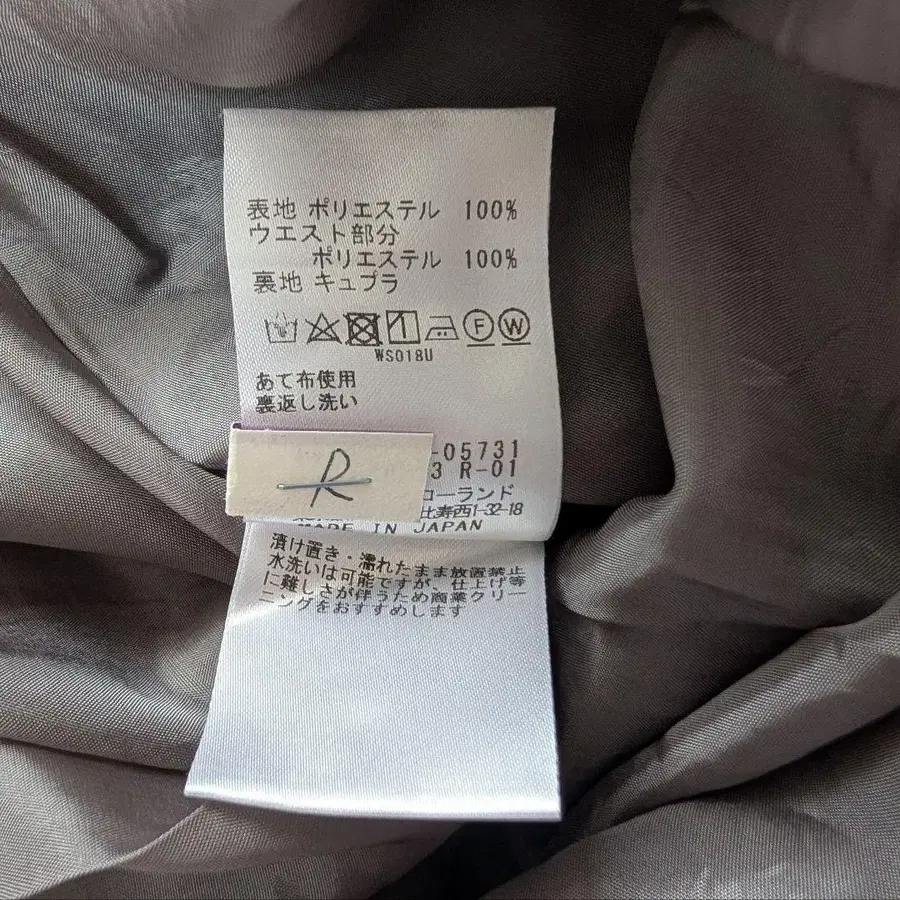 表地 ポリエステル 100%
ウエスト部分
ポリエステル 100%
裏地 キュプラ
F W
WS018U
あて布使用
裏返し洗い
-05731
R
3 R-01
ローランド
比寿西1-32-18
MADE IN JAPAN
漬け置き・濡れたまま放置禁止
水洗いは可能ですが、仕上げ等
に難しさが伴うため商業クリー
ニングをおすすめします